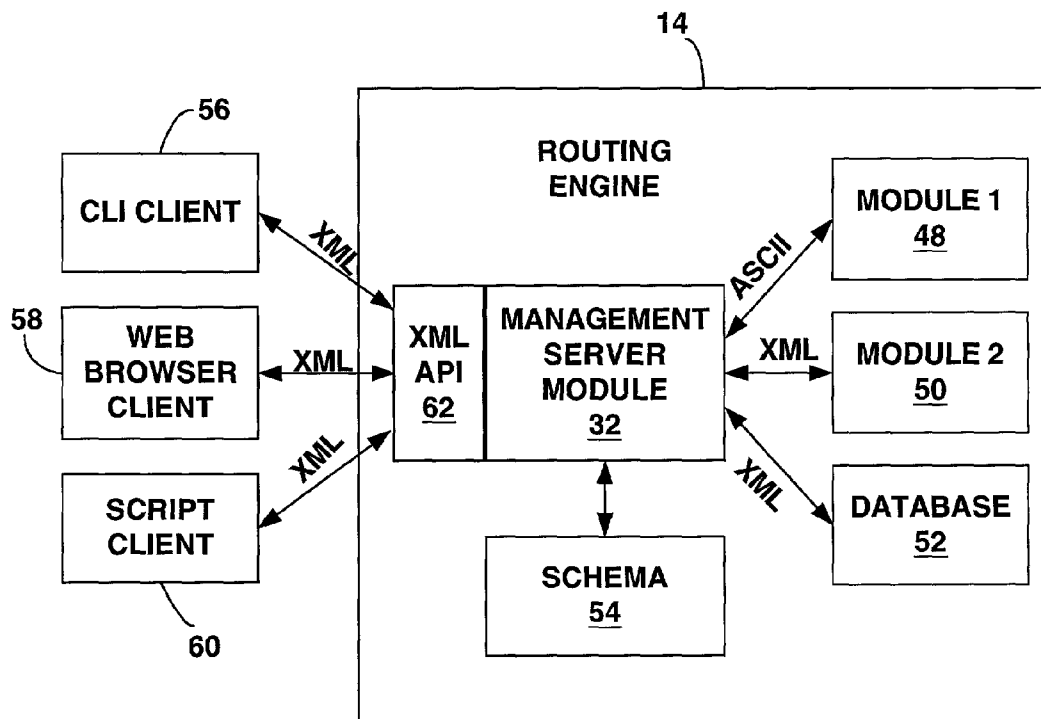 14
56
ROUTING
ENGINE
CLI CLIENT
XML
ASCII
MODULE 1
48
58
WEB
BROWSER
CLIENT
XML
XML
API
62
MANAGEMENT
SERVER
MODULE
32
XML
MODULE 2
50
XML
SCRIPT
CLIENT
60
SCHEMA
54
XML
DATABASE
52